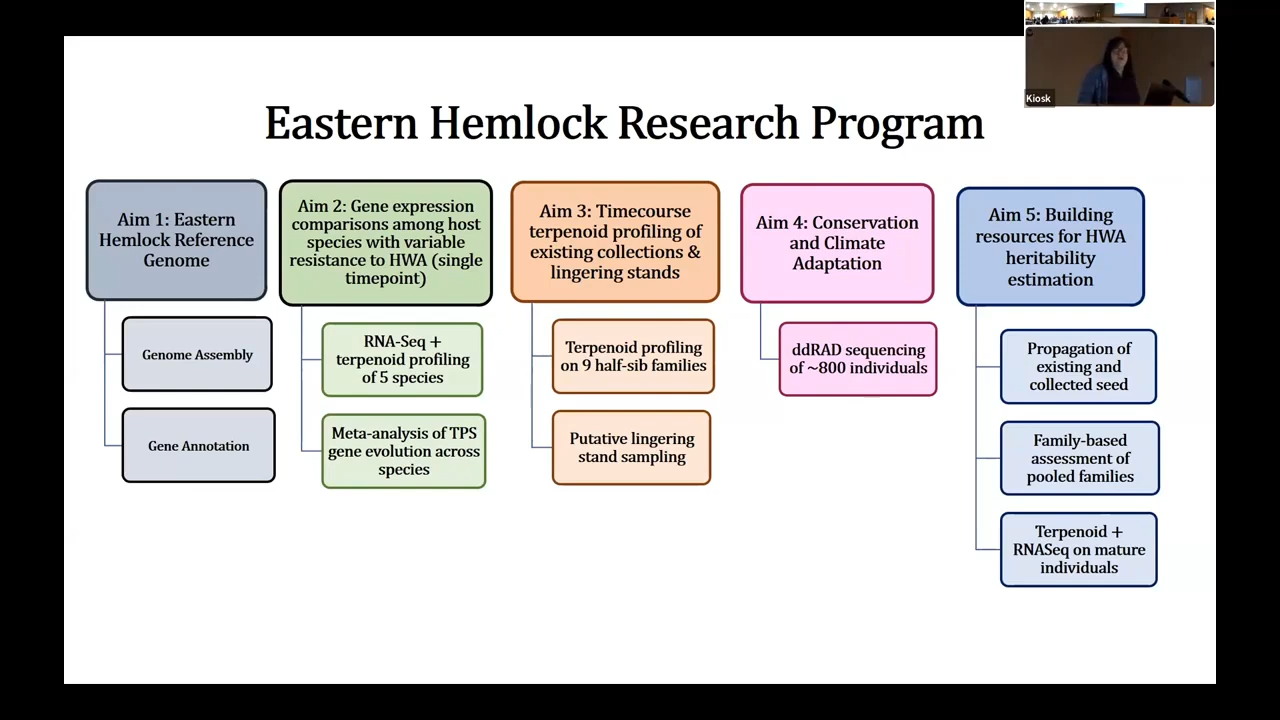 Kiosk
Eastern Hemlock Research Program
Aim 1: Eastern
Hemlock Reference
Genome
Genome Assembly
Gene Annotation
Aim 2: Gene expression
comparisons among host
species with variable
resistance to HWA (single
timepoint)
RNA-Seq +
terpenoid profiling
of 5 species
Meta-analysis of TPS
gene evolution across
species
Aim 3: Timecourse
terpenoid profiling of
existing collections &
lingering stands
Terpenoid profiling
on 9 half-sib families
Putative lingering
stand sampling
Aim 4: Conservation
and Climate
Adaptation
ddRAD sequencing
of ~800 individuals
Aim 5: Building
resources for HWA
heritability
estimation
Propagation of
existing and
collected seed
Family-based
assessment of
pooled families
Terpenoid +
RNASeq on mature
individuals